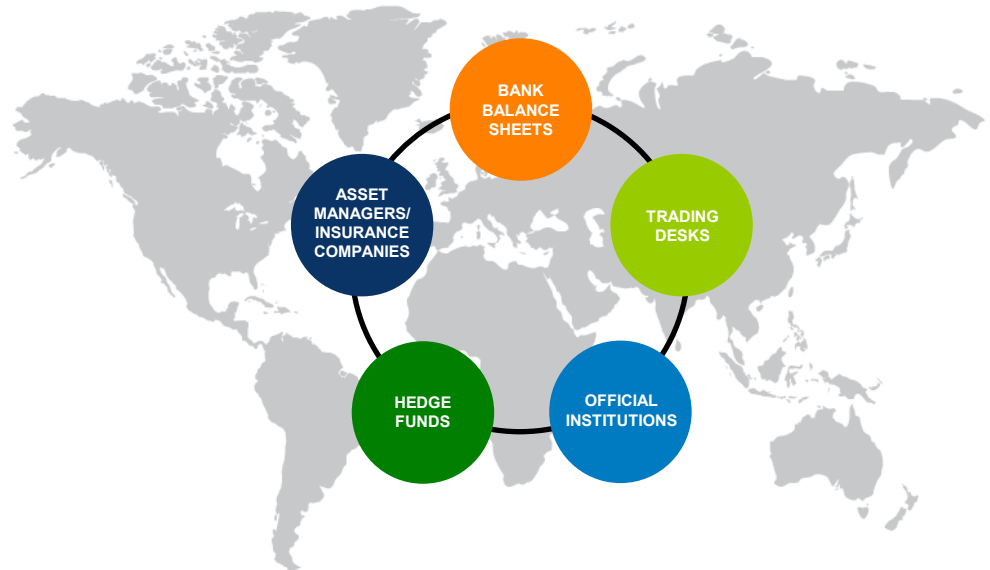 BANK
BALANCE
SHEETS
TRADING
DESKS
OFFICIAL
INSTITUTIONS
HEDGE
FUNDS
ASSET
MANAGERS/
INSURANCE
COMPANIES